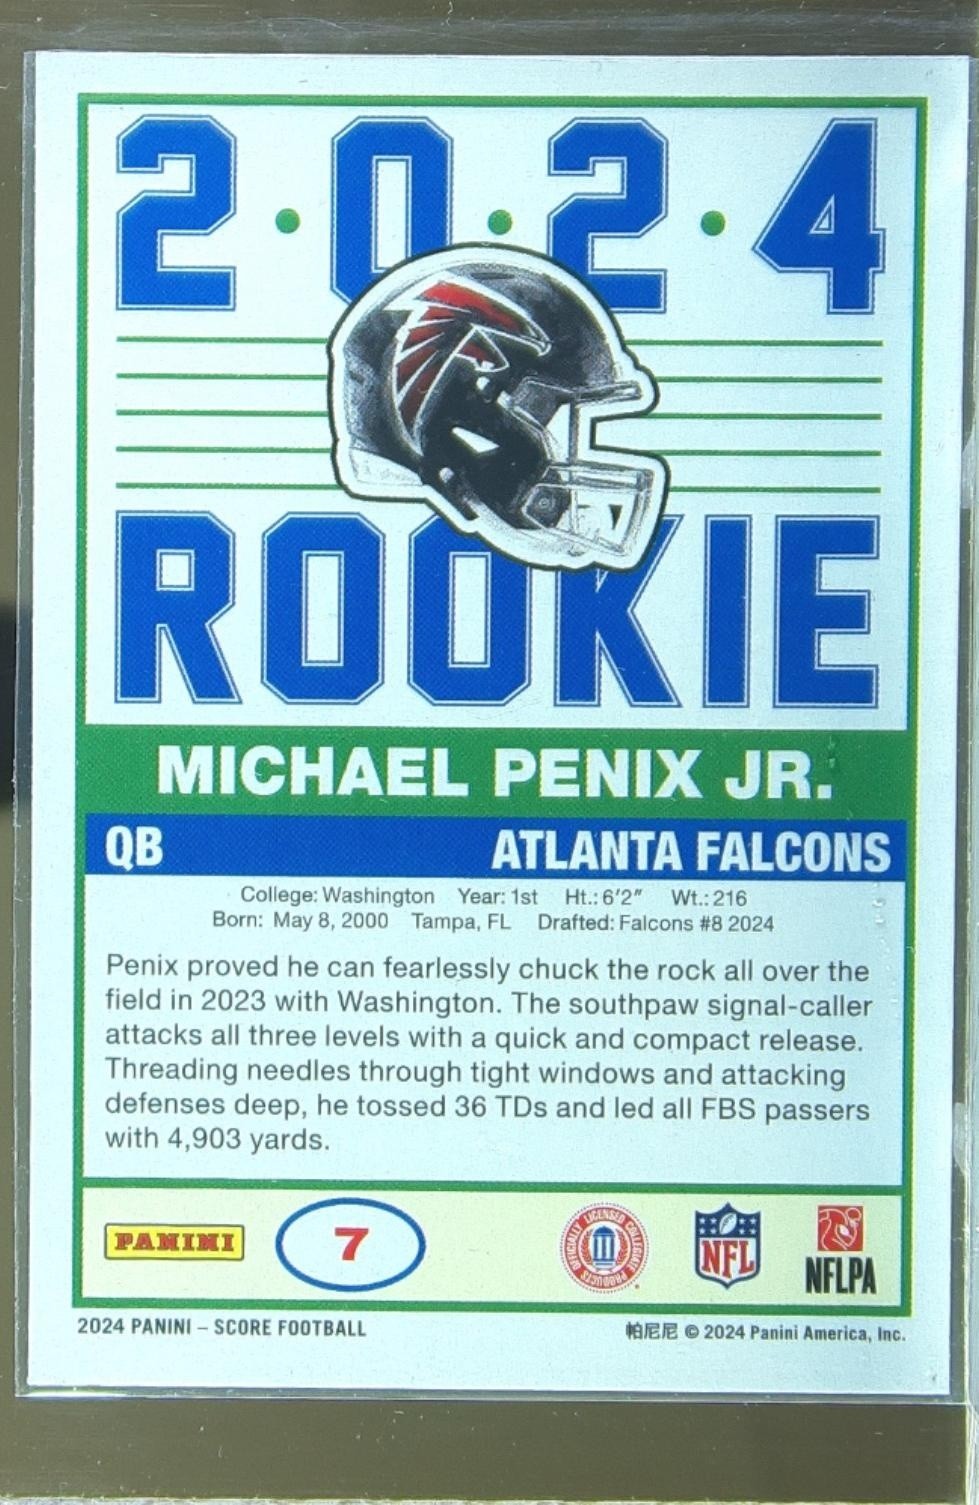 2•0•2•4
ROOKIE
MICHAEL PENIX JR.
QB ATLANTA FALCONS
College: Washington Year: 1st Ht.: 6'2" Wt.: 216
Born: May 8, 2000 Tampa, FL Drafted: Falcons #8 2024
Penix proved he can fearlessly chuck the rock all over the
field in 2023 with Washington. The southpaw signal-caller
attacks all three levels with a quick and compact release.
Threading needles through tight windows and attacking
defenses deep, he tossed 36 TDs and led all FBS passers
with 4,903 yards.
PANINI 7 OFFICIALLY LICENSED COLLEGIATE PRODUCTS NFL NFLPA
2024 PANINI – SCORE FOOTBALL 帕尼尼 © 2024 Panini America, Inc.